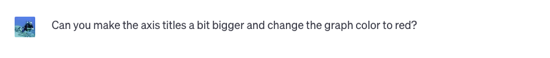 Can you make the axis titles a bit bigger and change the graph color to red?